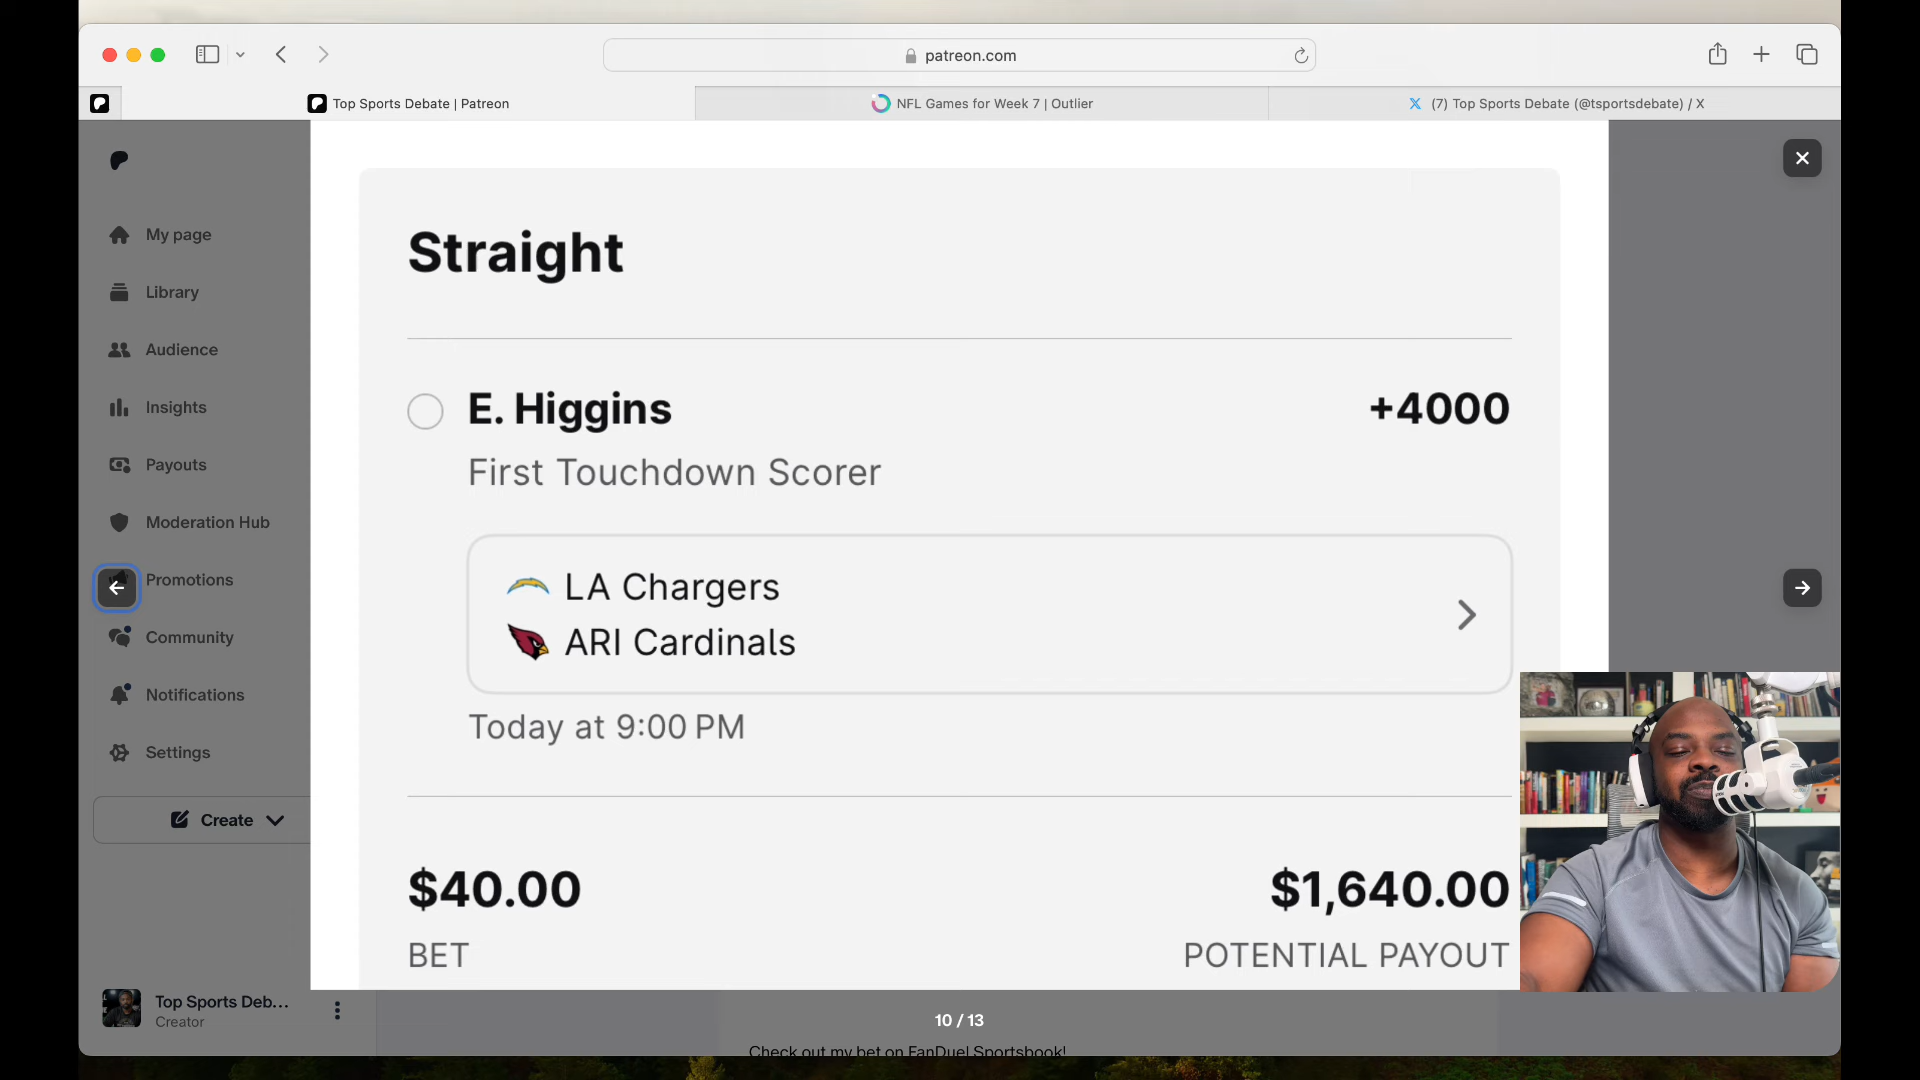 patreon.com
Top Sports Debate | Patreon
NFL Games for Week 7 | Outlier
(7) Top Sports Debate (@tsportsdebate) / X
My page
Library
Audience
Insights
Payouts
Moderation Hub
Promotions
Community
Notifications
Settings
Create
Top Sports Deb...
Creator
Straight
E. Higgins +4000
First Touchdown Scorer
LA Chargers
ARI Cardinals
Today at 9:00 PM
$40.00 $1,640.00
BET POTENTIAL PAYOUT
10 / 13
Check out my bet on FanDuel Sportsbook!